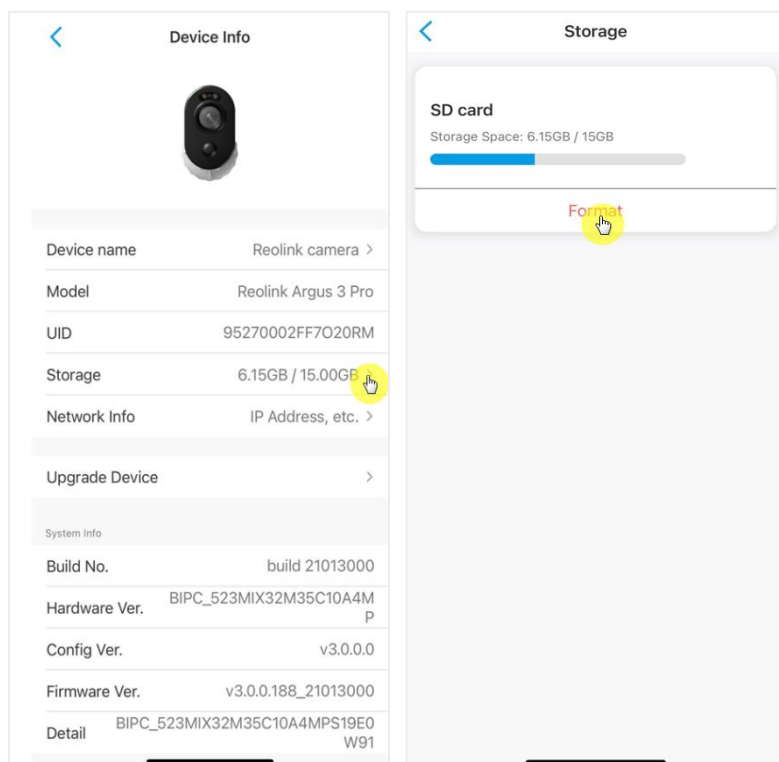 Device Info
Device name Reolink camera >
Model Reolink Argus 3 Pro
UID 95270002FF7O20RM
Storage 6.15GB / 15.00GB
Network Info IP Address, etc. >
Upgrade Device >
System Info
Build No. build 21013000
Hardware Ver. BIPC_523MIX32M35C10A4M
P
Config Ver. v3.0.0.0
Firmware Ver. v3.0.0.188_21013000
Detail BIPC_523MIX32M35C10A4MPS19E0
W91
Storage
SD card
Storage Space: 6.15GB / 15GB
Format